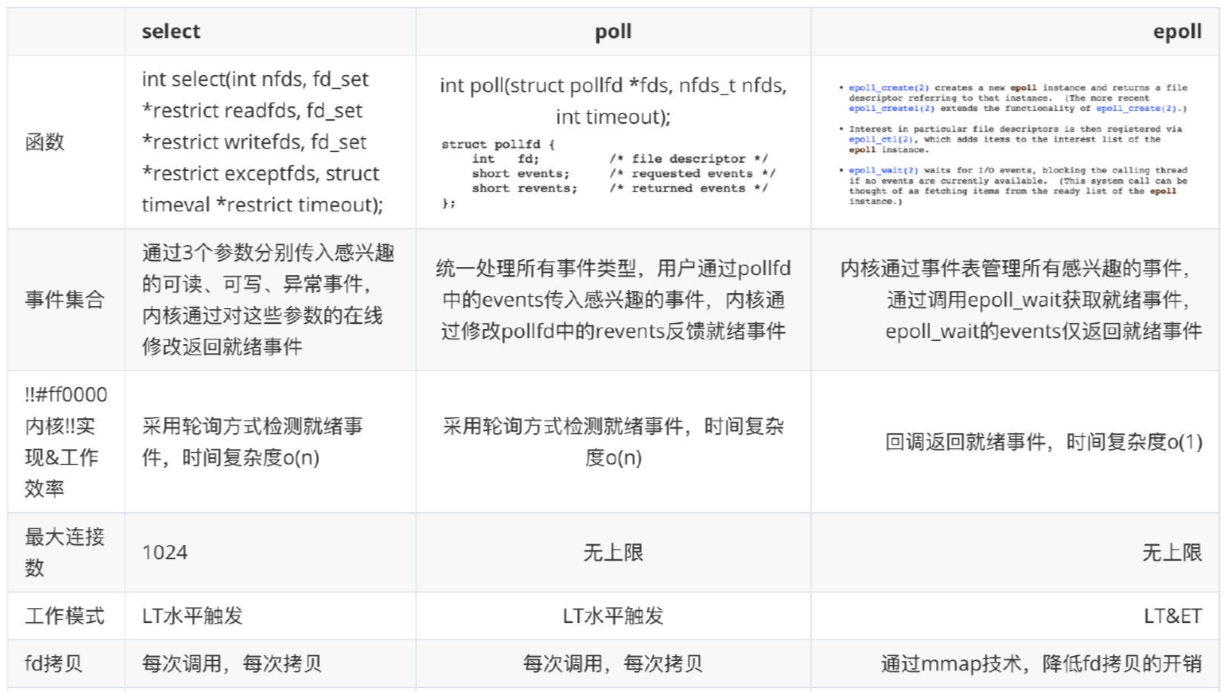 select
poll
epoll
函数
int select(int nfds, fd_set
*restrict readfds, fd_set
*restrict writefds, fd_set
*restrict exceptfds, struct
timeval *restrict timeout);
int poll(struct pollfd *fds, nfds_t nfds,
int timeout);
struct pollfd {
int fd; /* file descriptor */
short events; /* requested events */
short revents; /* returned events */
};
• epoll_create(2) creates a new epoll instance and returns a file
descriptor referring to that instance. (The more recent
epoll_create1(2) extends the functionality of epoll_create(2).)
• Interest in particular file descriptors is then registered via
epoll_ctl(2), which adds items to the interest list of the
epoll instance.
• epoll_wait(2) waits for I/O events, blocking the calling thread
if no events are currently available. (This system call can be
thought of as fetching items from the ready list of the epoll
instance.)
事件集合
通过3个参数分别传入感兴趣
的可读、可写、异常事件，
内核通过对这些参数的在线
修改返回就绪事件
统一处理所有事件类型，用户通过pollfd
中的events传入感兴趣的事件，内核通
过修改pollfd中的revents反馈就绪事件
内核通过事件表管理所有感兴趣的事件，
通过调用epoll_wait获取就绪事件，
epoll_wait的events仅返回就绪事件
!!#ff0000
内核!!实
现&工作
效率
采用轮询方式检测就绪事
件，时间复杂度o(n)
采用轮询方式检测就绪事件，时间复杂
度o(n)
回调返回就绪事件，时间复杂度o(1)
最大连接
数
1024
无上限
无上限
工作模式
LT水平触发
LT水平触发
LT&ET
fd拷贝
每次调用，每次拷贝
每次调用，每次拷贝
通过mmap技术，降低fd拷贝的开销